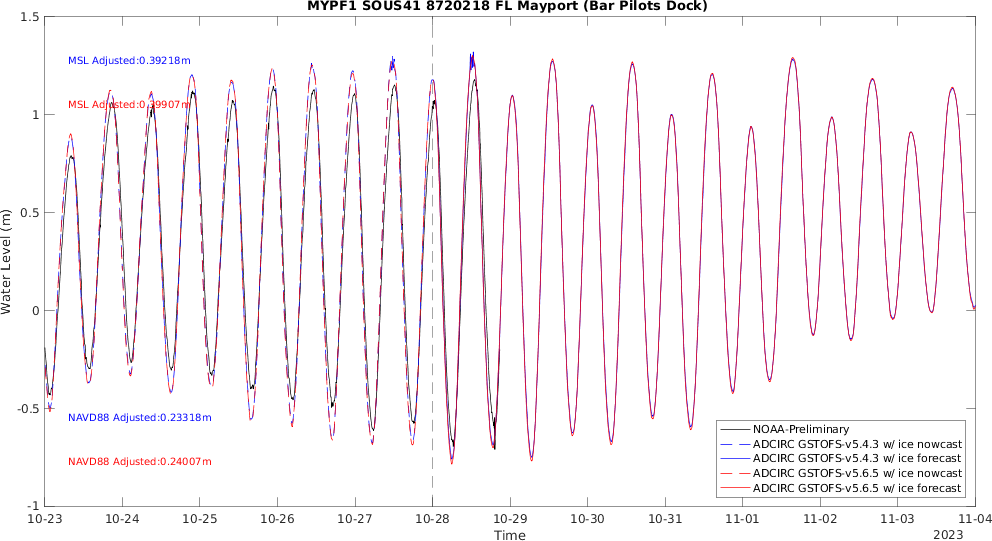 MYPF1 SOUS41 8720218 FL Mayport (Bar Pilots Dock)
1.5
1
0.5
0
-0.5
-1
Water Level (m)
MSL Adjusted:0.39218m
MSL Adjusted:0.39907m
NAVD88 Adjusted:0.23318m
NAVD88 Adjusted:0.24007m
NOAA-Preliminary
ADCIRC GSTOFS-v5.4.3 w/ ice nowcast
ADCIRC GSTOFS-v5.4.3 w/ ice forecast
ADCIRC GSTOFS-v5.6.5 w/ ice nowcast
ADCIRC GSTOFS-v5.6.5 w/ ice forecast
10-23 10-24 10-25 10-26 10-27 10-28 10-29 10-30 10-31 11-01 11-02 11-03 11-04
Time
2023